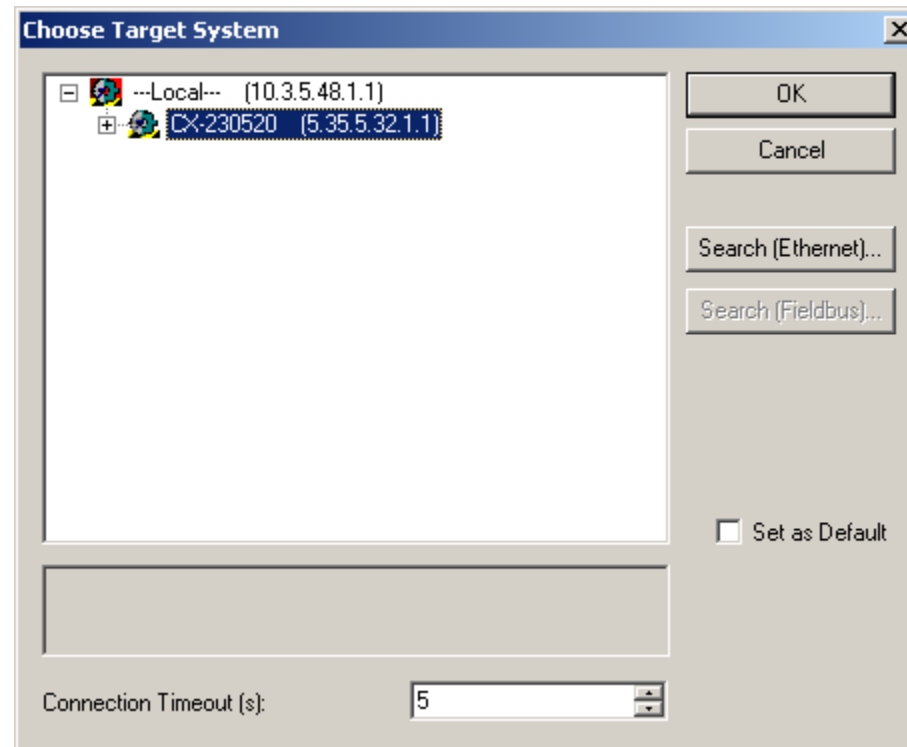 Choose Target System
---Local--- (10.3.5.48.1.1)
CX-230520 (5.35.5.32.1.1)
OK
Cancel
Search (Ethernet)...
Search (Fieldbus)...
Set as Default
Connection Timeout (s):
5